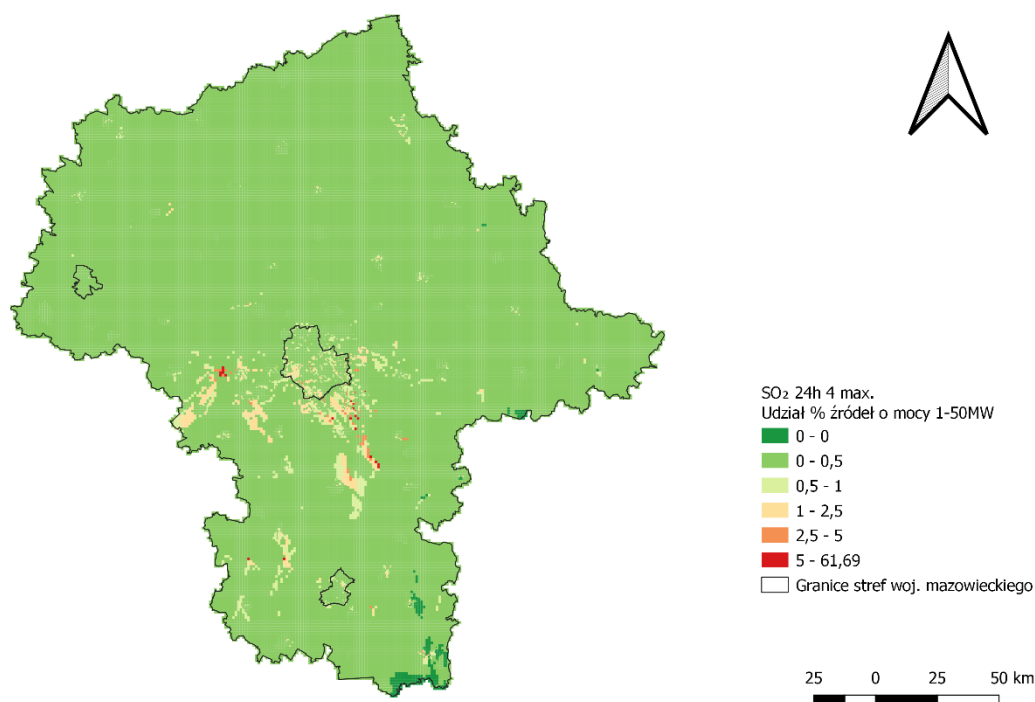 SO₂ 24h 4 max.
Udział % źródeł o mocy 1-50MW
0 - 0
0 - 0,5
0,5 - 1
1 - 2,5
2,5 - 5
5 - 61,69
Granice stref woj. mazowieckiego
25 0 25 50 km